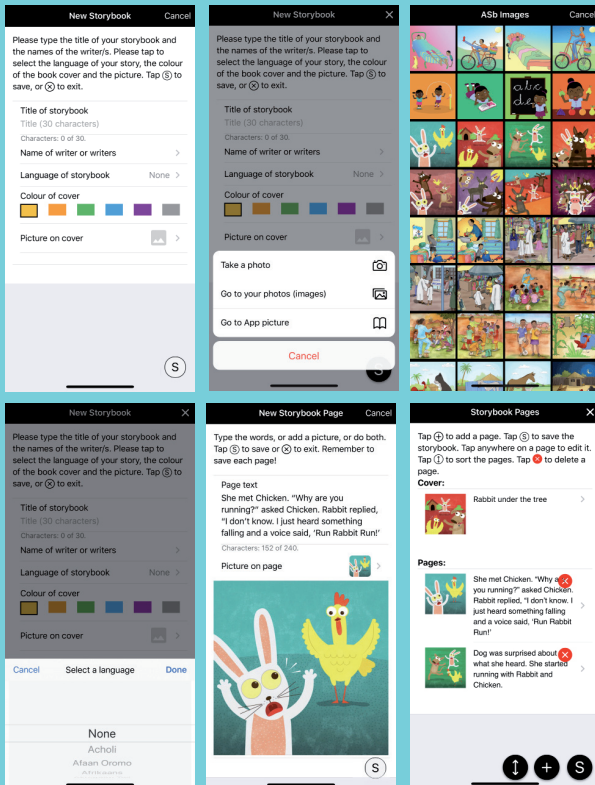 New Storybook Cancel
Please type the title of your storybook and
the names of the writer/s. Please tap to
select the language of your story, the colour
of the book cover and the picture. Tap Ⓢ to
save, or ⓧ to exit.
Title of storybook
Title (30 characters)
Characters: 0 of 30.
Name of writer or writers >
Language of storybook None >
Colour of cover
Picture on cover >
S
New Storybook ×
Please type the title of your storybook and
the names of the writer/s. Please tap to
select the language of your story, the colour
of the book cover and the picture. Tap Ⓢ to
save, or ⓧ to exit.
Title of storybook
Title (30 characters)
Characters: 0 of 30.
Name of writer or writers >
Language of storybook None >
Colour of cover
Picture on cover >
Take a photo
Go to your photos (images)
Go to App picture
Cancel
S
ASb Images Cancel
a b c
d e
New Storybook ×
Please type the title of your storybook and
the names of the writer/s. Please tap to
select the language of your story, the colour
of the book cover and the picture. Tap Ⓢ to
save, or ⓧ to exit.
Title of storybook
Title (30 characters)
Characters: 0 of 30.
Name of writer or writers >
Language of storybook None >
Colour of cover
Picture on cover >
Cancel Select a language Done
None
Acholi
Afaan Oromo
Afrikaans
New Storybook Page Cancel
Type the words, or add a picture, or do both.
Tap Ⓢ to save or ⓧ to exit. Remember to
save each page!
Page text
She met Chicken. “Why are you
running?” asked Chicken. Rabbit replied,
“I don’t know. I just heard something
falling and a voice said, ‘Run Rabbit Run!’
Characters: 152 of 240.
Picture on page >
S
Storybook Pages ×
Tap ⊕ to add a page. Tap Ⓢ to save the
storybook. Tap anywhere on a page to edit it.
Tap ↕ to sort the pages. Tap ⓧ to delete a
page.
Cover:
Rabbit under the tree >
Pages:
She met Chicken. “Why a
you running?” asked Chicken.
Rabbit replied, “I don’t know. I
just heard something falling
and a voice said, ‘Run Rabbit
Run!’
Dog was surprised about
what she heard. She started
running with Rabbit and
Chicken.
↕ + S